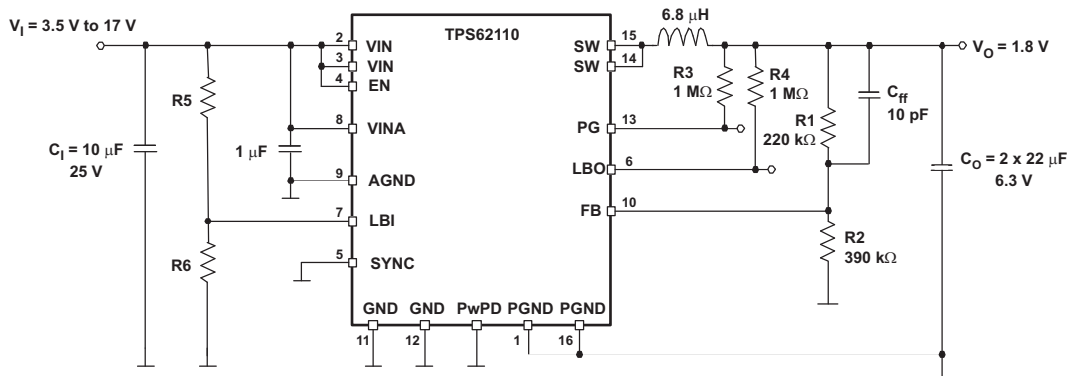 V_I = 3.5 V to 17 V
TPS62110
2
VIN
3
VIN
4
EN
8
VINA
9
AGND
7
LBI
5
SYNC
R5
R6
C_I = 10 μF
25 V
1 μF
GND
GND
PwPD
PGND
PGND
11
12
1
16
SW
15
SW
14
PG
13
LBO
6
FB
10
6.8 μH
R3
1 MΩ
R4
1 MΩ
R1
220 kΩ
C_ff
10 pF
R2
390 kΩ
V_O = 1.8 V
C_O = 2 x 22 μF
6.3 V